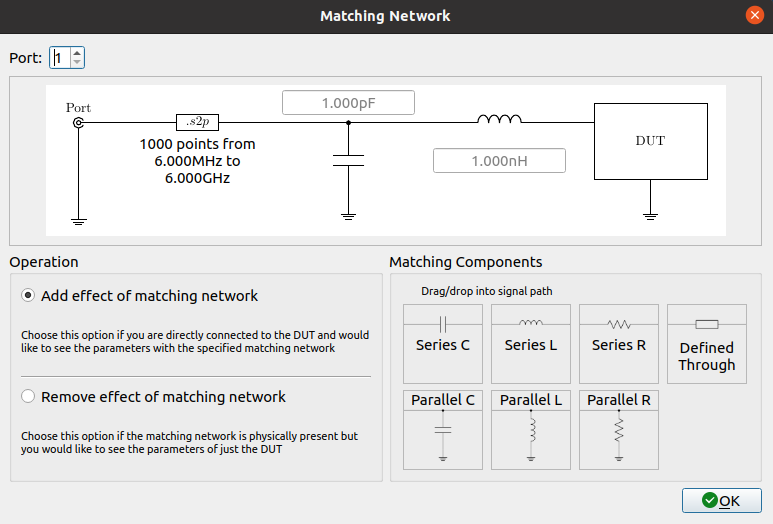 Matching Network
Port: 1
Port
.s2p
1.000pF
1000 points from
6.000MHz to
6.000GHz
1.000nH
DUT
Operation
Add effect of matching network
Choose this option if you are directly connected to the DUT and would
like to see the parameters with the specified matching network
Remove effect of matching network
Choose this option if the matching network is physically present but
you would like to see the parameters of just the DUT
Matching Components
Drag/drop into signal path
Series C
Series L
Series R
Defined
Through
Parallel C
Parallel L
Parallel R
OK